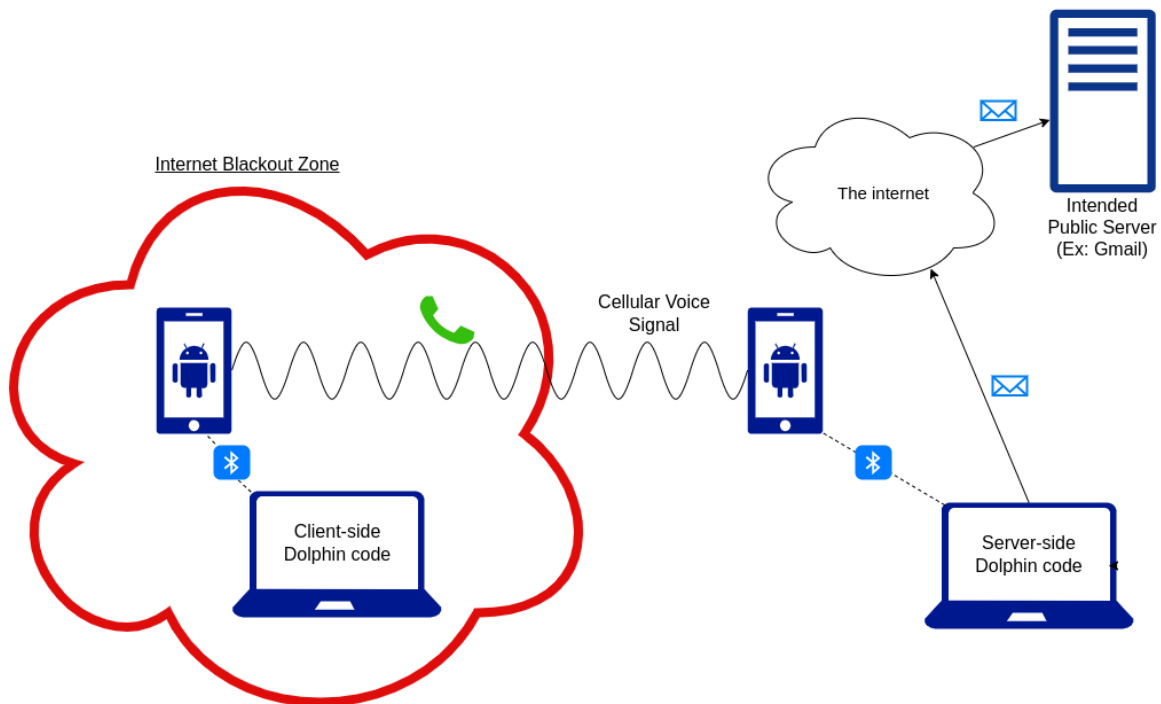 Internet Blackout Zone
The internet
Intended
Public Server
(Ex: Gmail)
Cellular Voice
Signal
Client-side
Dolphin code
Server-side
Dolphin code